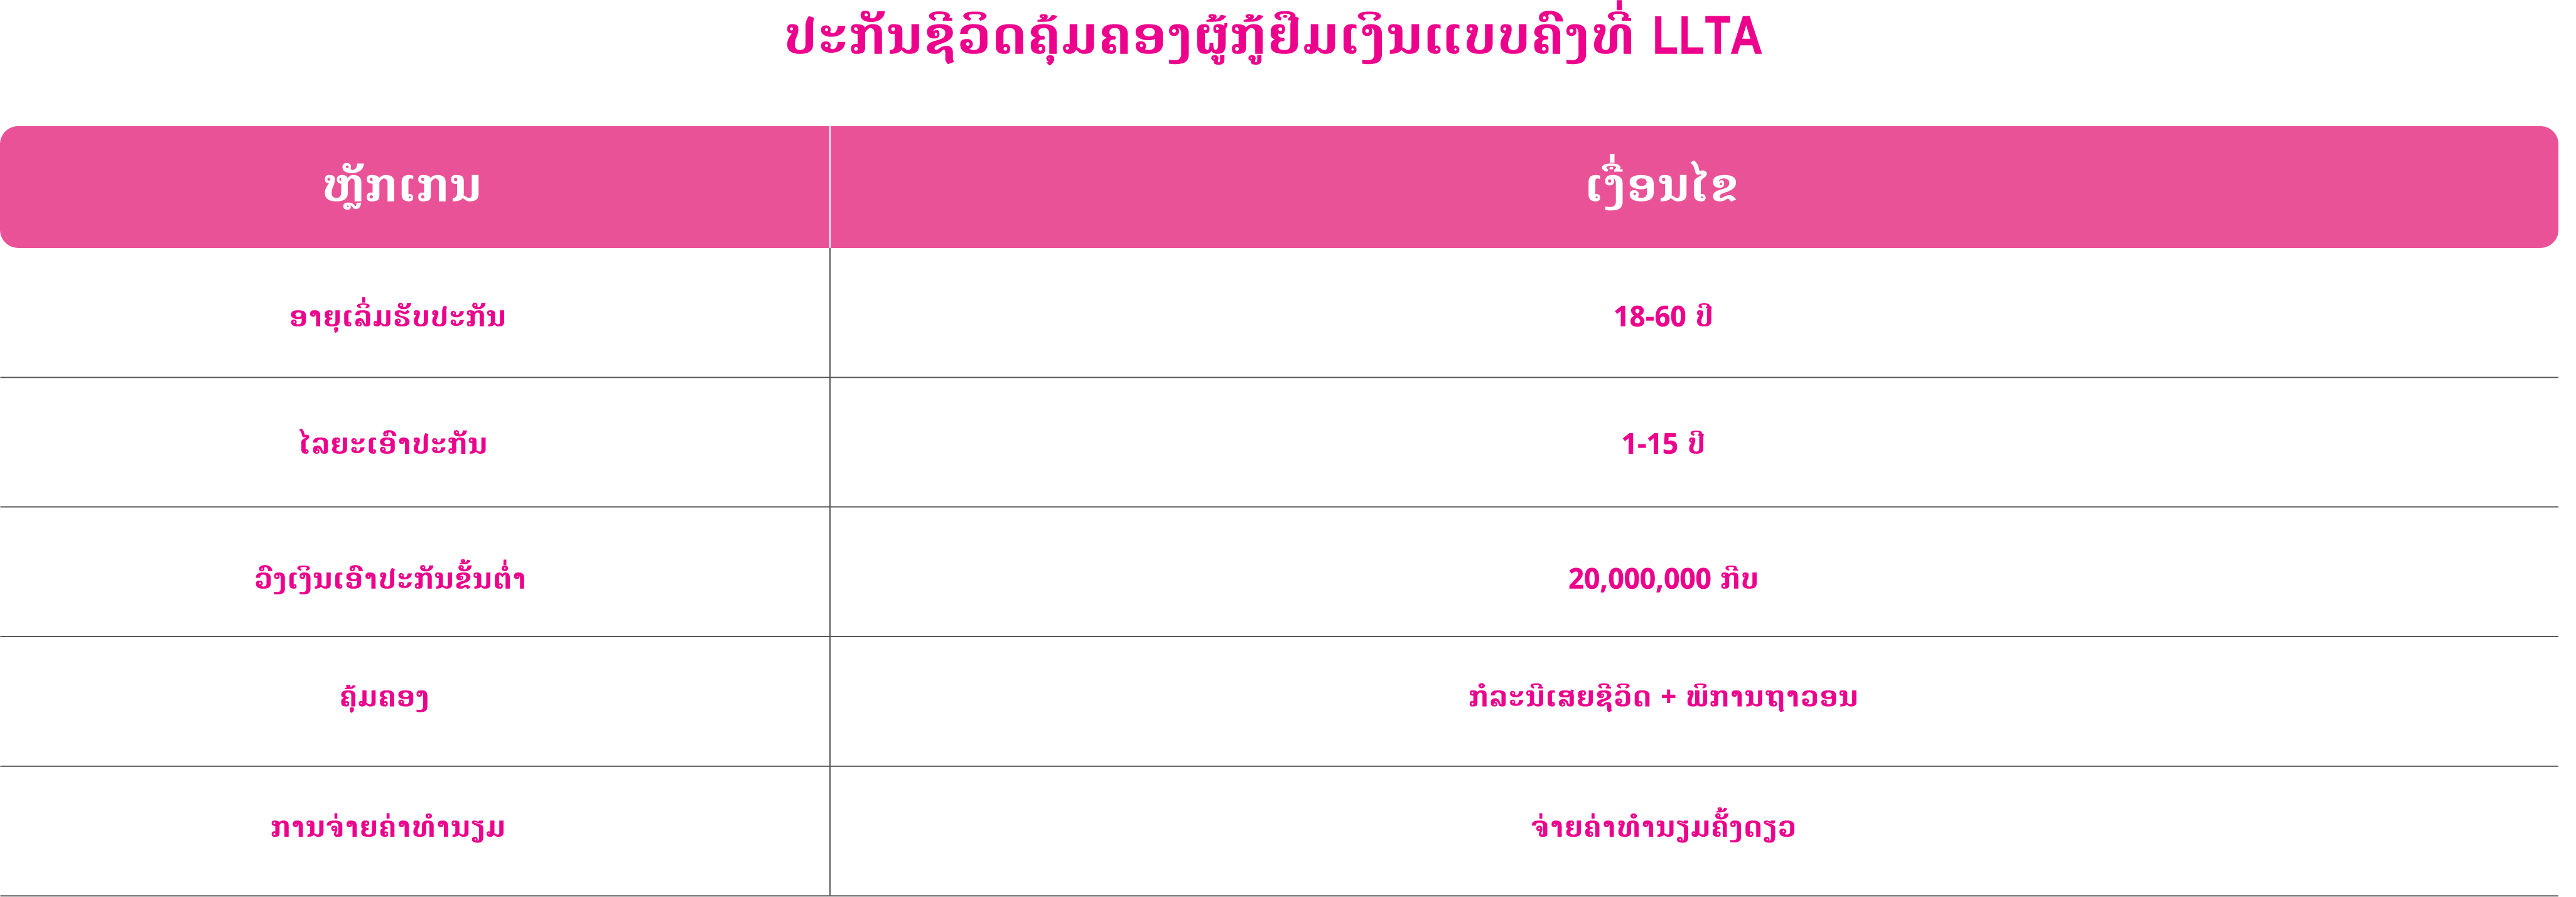 ປະກັນຊີວິດຄຸ້ມຄອງຜູ້ກູ້ຢືມເງິນແບບຄົງທີ່ LLTA
ຫຼັກເກນ ເງື່ອນໄຂ
ອາຍຸເລີ່ມຮັບປະກັນ 18-60 ປີ
ໄລຍະເອົາປະກັນ 1-15 ປີ
ວົງເງິນເອົາປະກັນຂັ້ນຕໍ່າ 20,000,000 ກີບ
ຄຸ້ມຄອງ ກໍລະນີເສຍຊີວິດ + ພິການຖາວອນ
ການຈ່າຍຄ່າທຳນຽມ ຈ່າຍຄ່າທຳນຽມຄັ້ງດຽວ